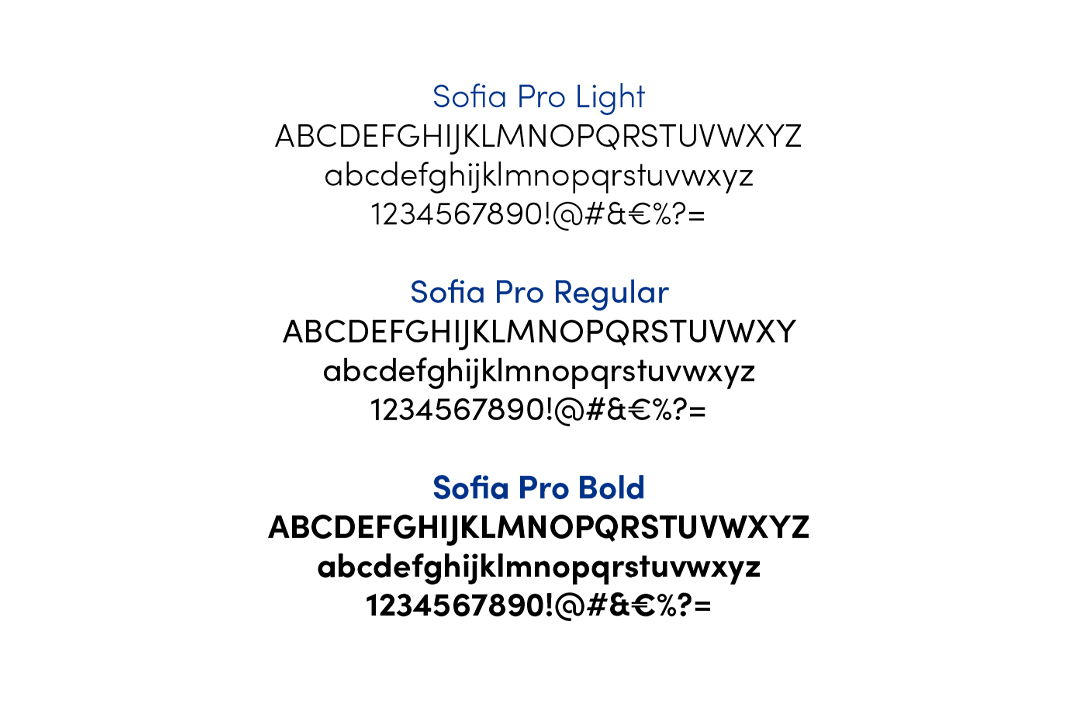 Sofia Pro Light
ABCDEFGHIJKLMNOPQRSTUVWXYZ
abcdefghijklmnopqrstuvwxyz
1234567890!@#&€%?=
Sofia Pro Regular
ABCDEFGHIJKLMNOPQRSTUVWXY
abcdefghijklmnopqrstuvwxyz
1234567890!@#&€%?=
Sofia Pro Bold
ABCDEFGHIJKLMNOPQRSTUVWXYZ
abcdefghijklmnopqrstuvwxyz
1234567890!@#&€%?=